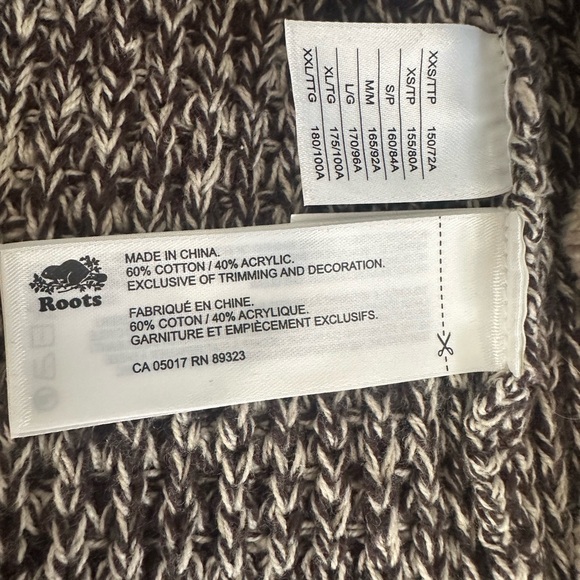 XXS/TTP 150/72A
XS/TP 155/80A
S/P 160/84A
M/M 165/92A
L/G 170/96A
XL/TG 175/100A
XXL/TTG 180/100A
Roots
MADE IN CHINA.
60% COTTON / 40% ACRYLIC.
EXCLUSIVE OF TRIMMING AND DECORATION.
FABRIQUÉ EN CHINE.
60% COTON / 40% ACRYLIQUE.
GARNITURE ET EMPIÈCEMENT EXCLUSIFS.
CA 05017 RN 89323